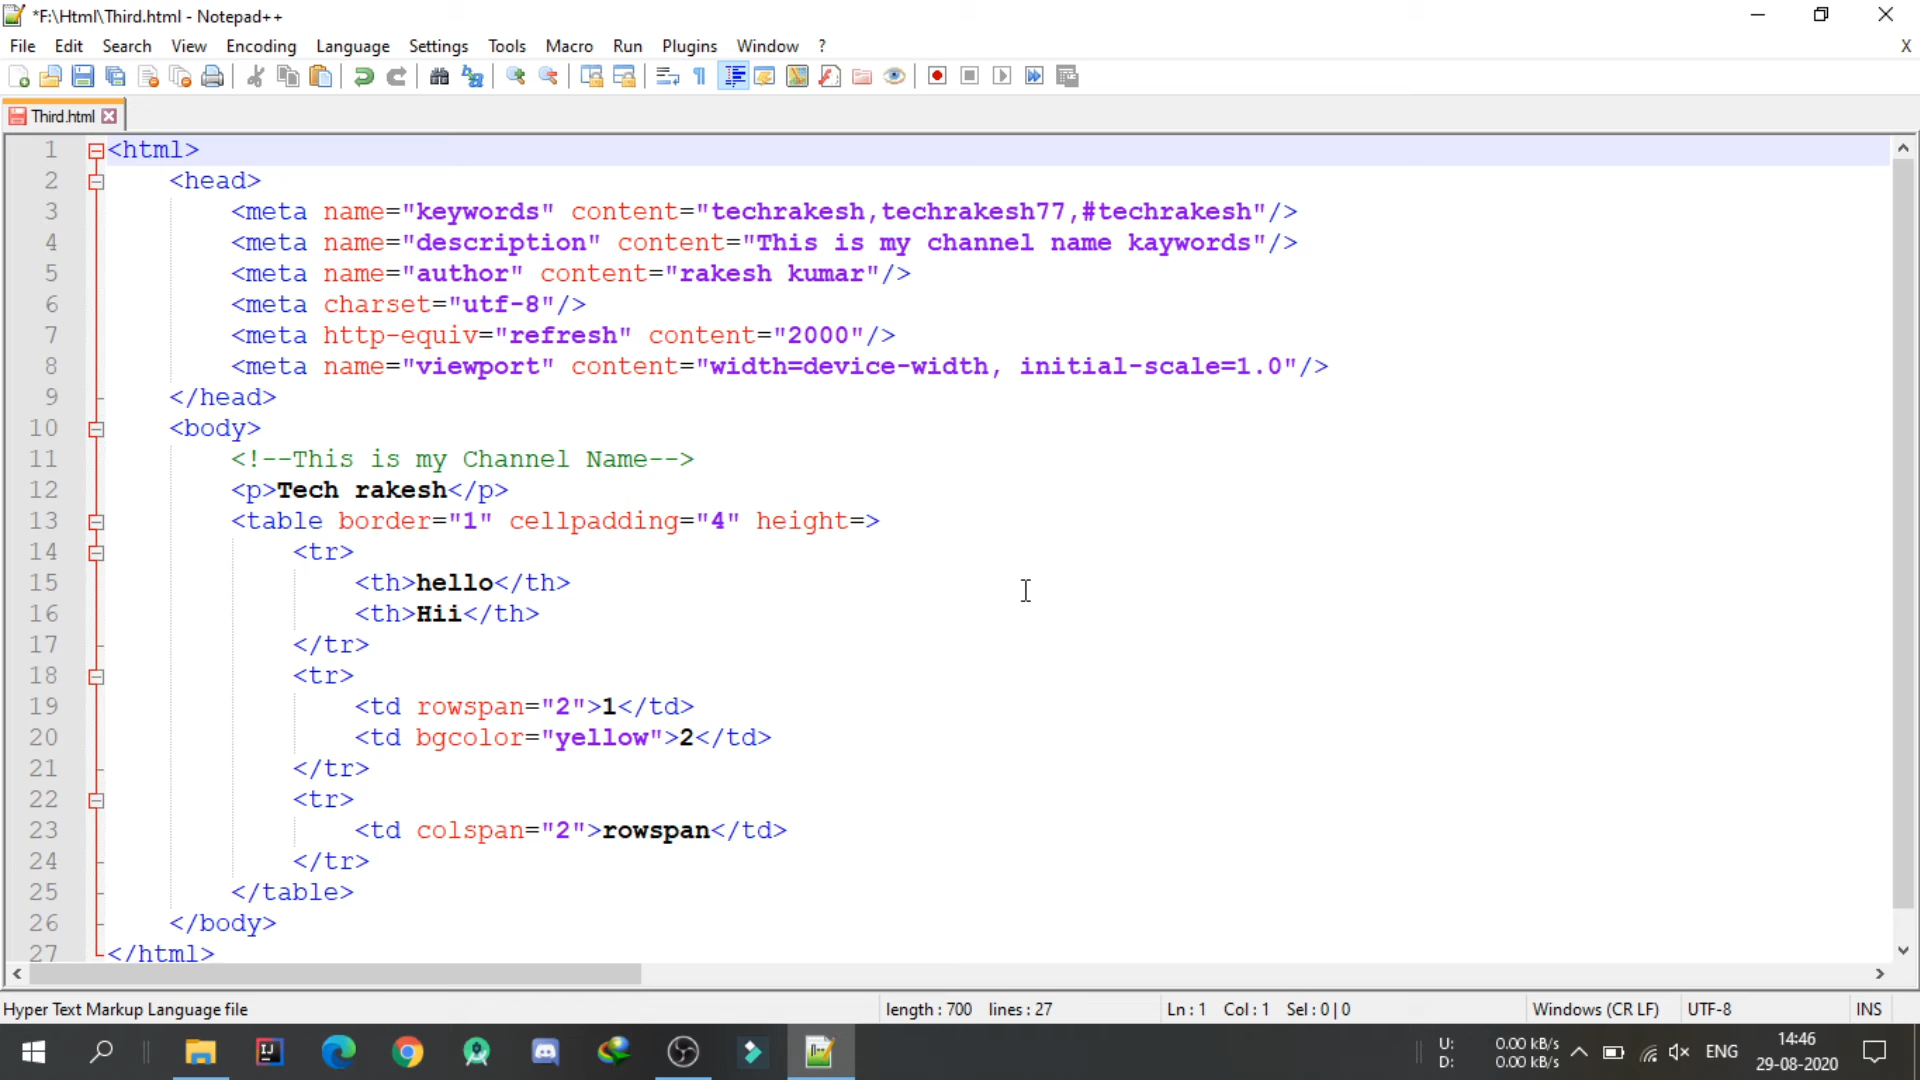 *F:\Html\Third.html - Notepad++
File Edit Search View Encoding Language Settings Tools Macro Run Plugins Window ? X
Third.html
1 <html>
2 <head>
3 <meta name="keywords" content="techrakesh,techrakesh77,#techrakesh"/>
4 <meta name="description" content="This is my channel name kaywords"/>
5 <meta name="author" content="rakesh kumar"/>
6 <meta charset="utf-8"/>
7 <meta http-equiv="refresh" content="2000"/>
8 <meta name="viewport" content="width=device-width, initial-scale=1.0"/>
9 </head>
10 <body>
11 <!--This is my Channel Name-->
12 <p>Tech rakesh</p>
13 <table border="1" cellpadding="4" height=>
14 <tr>
15 <th>hello</th>
16 <th>Hii</th>
17 </tr>
18 <tr>
19 <td rowspan="2">1</td>
20 <td bgcolor="yellow">2</td>
21 </tr>
22 <tr>
23 <td colspan="2">rowspan</td>
24 </tr>
25 </table>
26 </body>
27 </html>
Hyper Text Markup Language file length : 700 lines : 27 Ln : 1 Col : 1 Sel : 0 | 0 Windows (CR LF) UTF-8 INS
U: 0.00 kB/s
D: 0.00 kB/s
ENG
14:46
29-08-2020